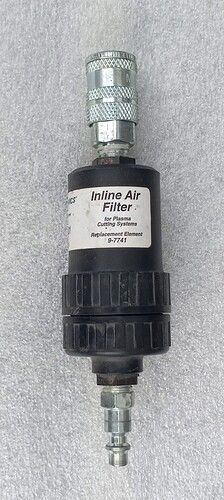 Inline Air
Filter
for Plasma
Cutting Systems
Replacement Element
9-7741